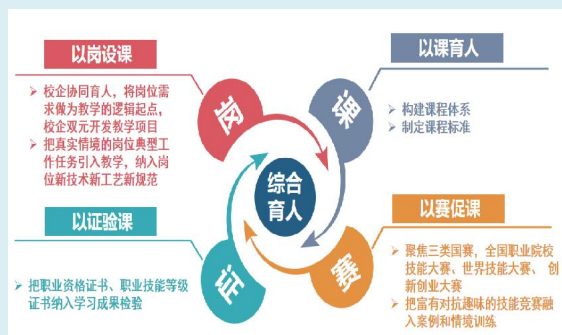 以岗设课
校企协同育人，将岗位需
求做为教学的逻辑起点，
校企双元开发教学项目
把真实情境的岗位典型工
作任务引入教学，纳入岗
位新技术新工艺新规范
以课育人
构建课程体系
制定课程标准
岗
课
综合
育人
证
赛
以证验课
把职业资格证书、职业技能等级
证书纳入学习成果检验
以赛促课
聚焦三类国赛，全国职业院校
技能大赛、世界技能大赛、 创
新创业大赛
把富有对抗趣味的技能竞赛融
入案例和情境训练